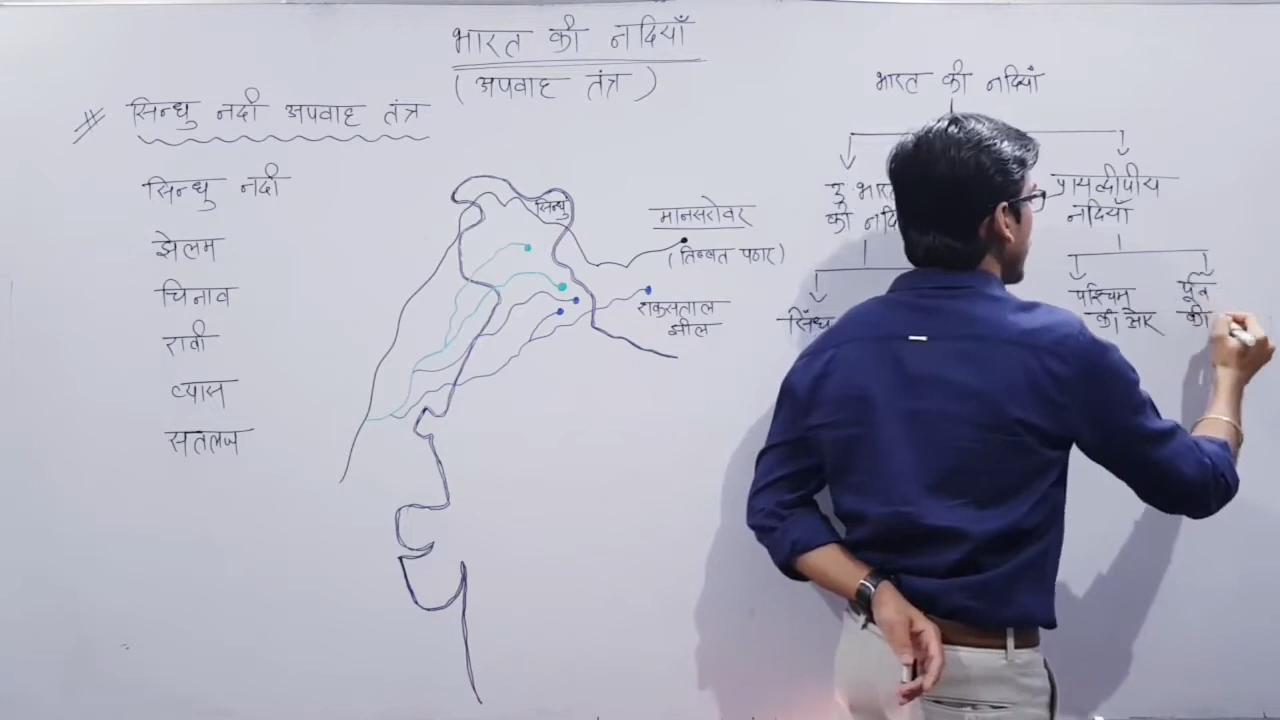 भारत की नदियाँ
(अपवाह तंत्र)
# सिन्धु नदी अपवाह तंत्र
सिन्धु नदी
झेलम
चिनाव
रावी
व्यास
सतलज
सिन्धु
मानसरोवर
(तिब्बत पठार)
राकसताल
झील
भारत की नदियाँ
उ भार
की नदि
प्रायद्वीपीय
नदियाँ
सिंध
पश्चिम
की ओर
पूर्व
की